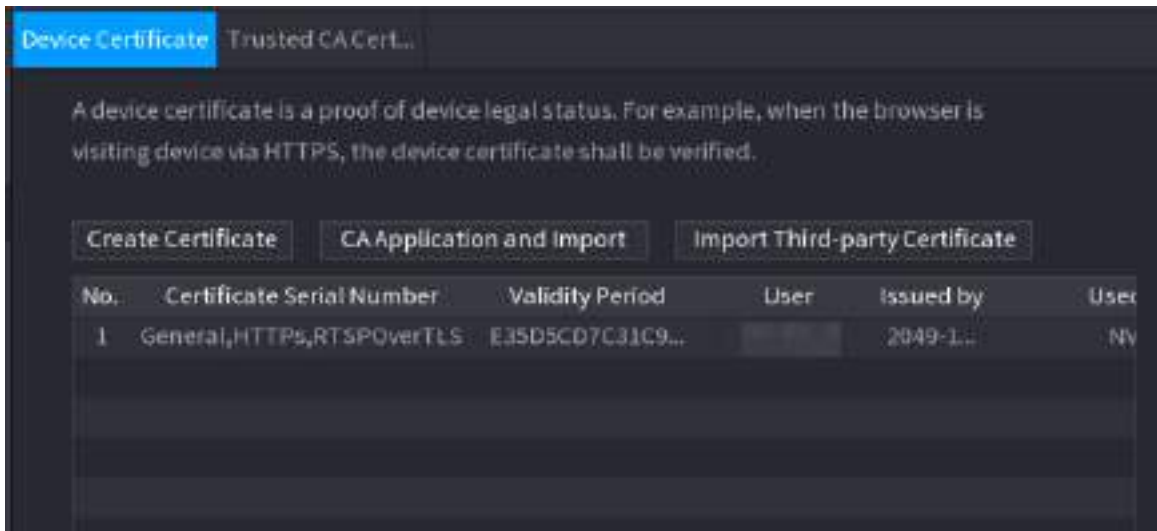 Device Certificate Trusted CA Cert...
A device certificate is a proof of device legal status. For example, when the browser is
visiting device via HTTPS, the device certificate shall be verified.
Create Certificate CA Application and Import Import Third-party Certificate
No. Certificate Serial Number Validity Period User Issued by Used
1 General,HTTPs,RTSPOverTLS E35D5CD7C31C9... 2049-1... NV